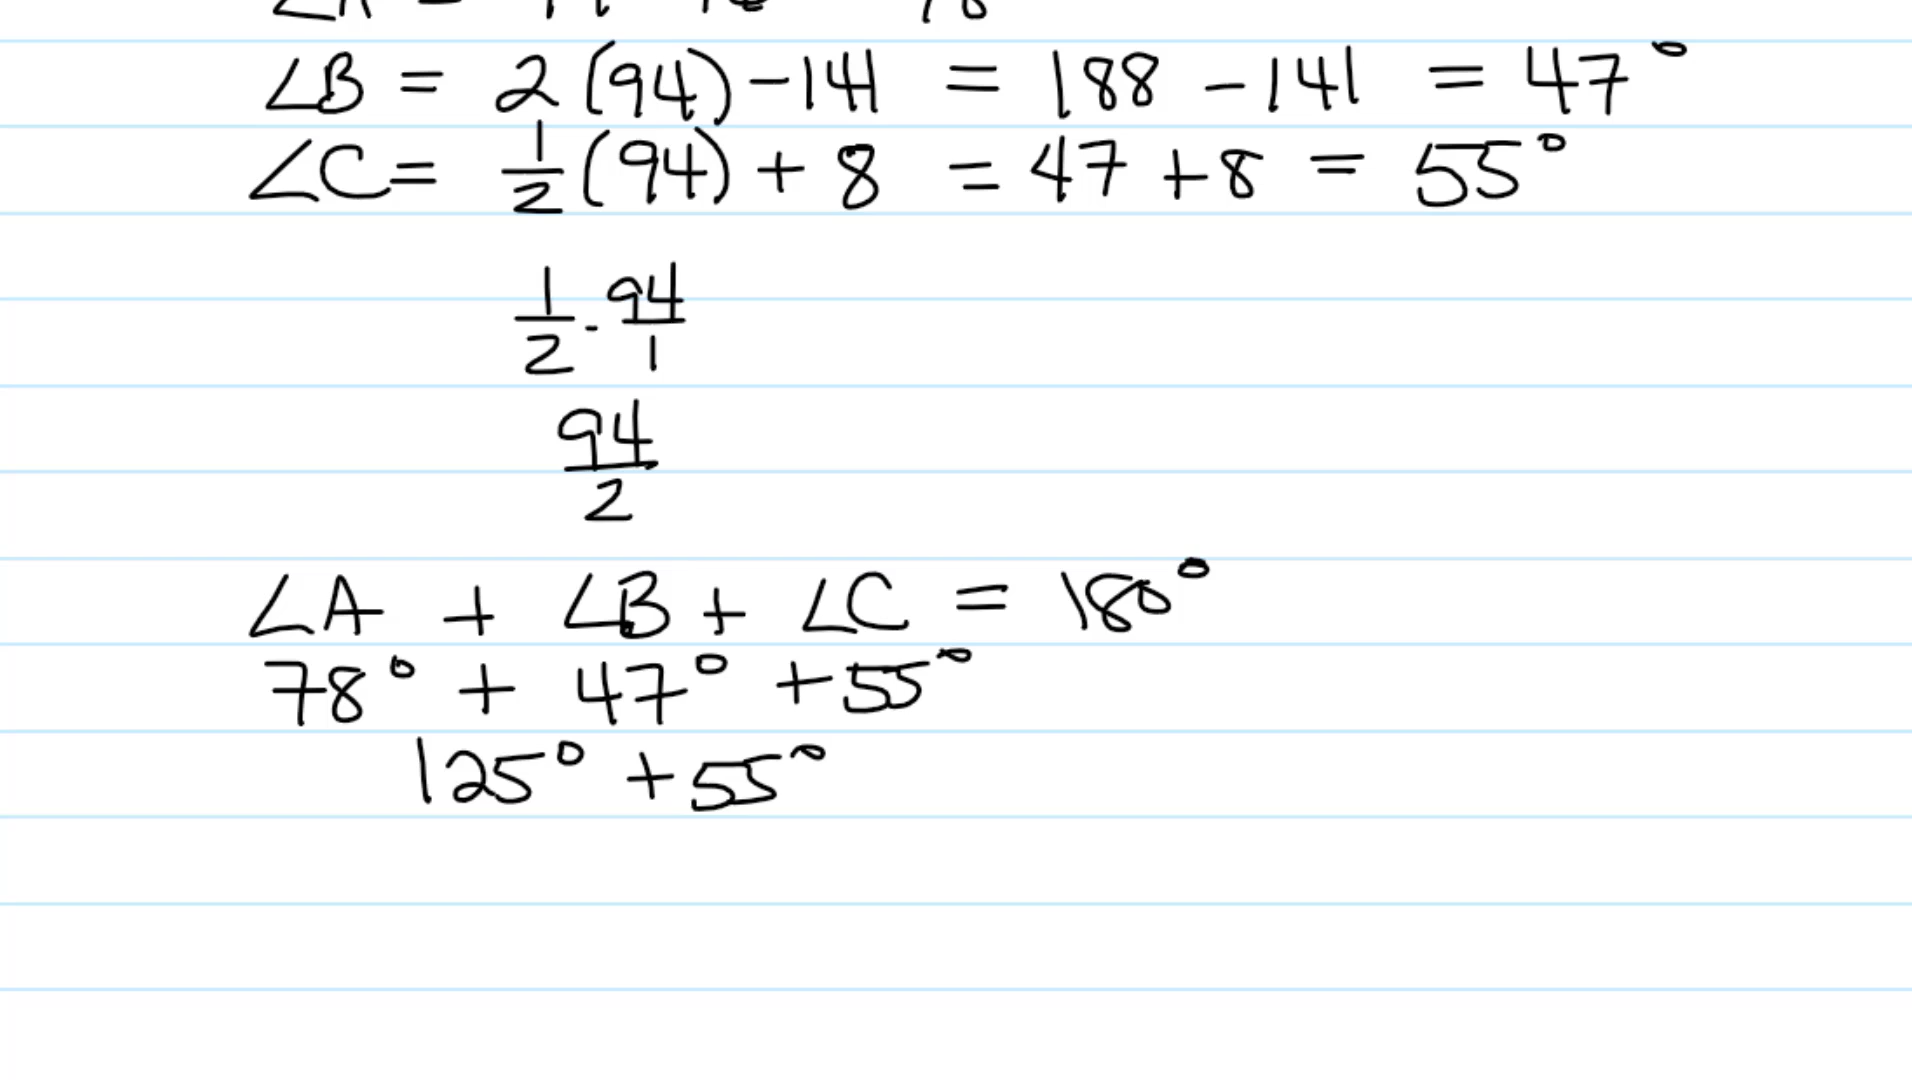 ∠B = 2(94) - 141 = 188 - 141 = 47°
∠C = 1/2 (94) + 8 = 47 + 8 = 55°
1/2 · 94/1
94/2
∠A + ∠B + ∠C = 180°
78° + 47° + 55°
125° + 55°